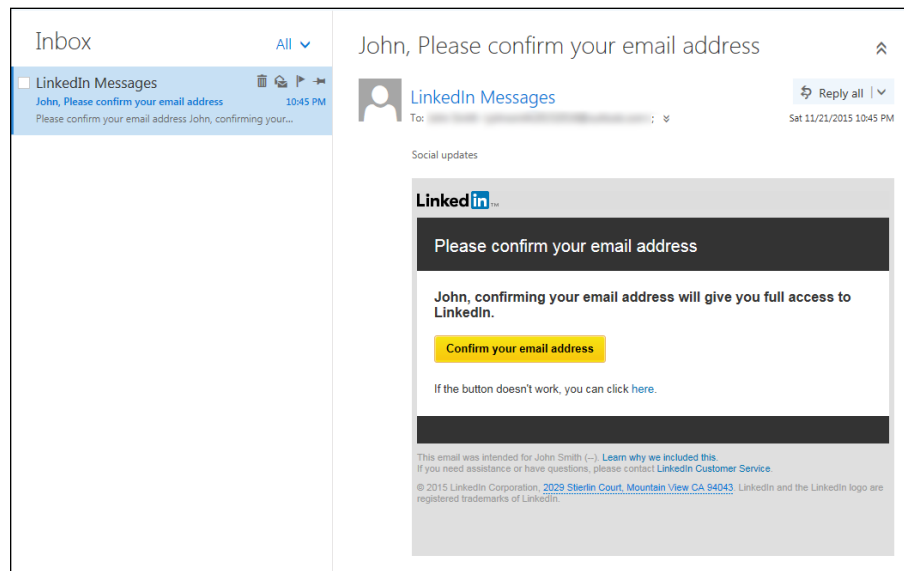 Inbox
All
LinkedIn Messages
John, Please confirm your email address 10:45 PM
Please confirm your email address John, confirming your...
John, Please confirm your email address
LinkedIn Messages
Reply all
To: ;
Sat 11/21/2015 10:45 PM
Social updates
Linked in ™
Please confirm your email address
John, confirming your email address will give you full access to
LinkedIn.
Confirm your email address
If the button doesn't work, you can click here.
This email was intended for John Smith (--). Learn why we included this.
If you need assistance or have questions, please contact LinkedIn Customer Service.
© 2015 LinkedIn Corporation, 2029 Stierlin Court, Mountain View CA 94043. LinkedIn and the LinkedIn logo are
registered trademarks of LinkedIn.